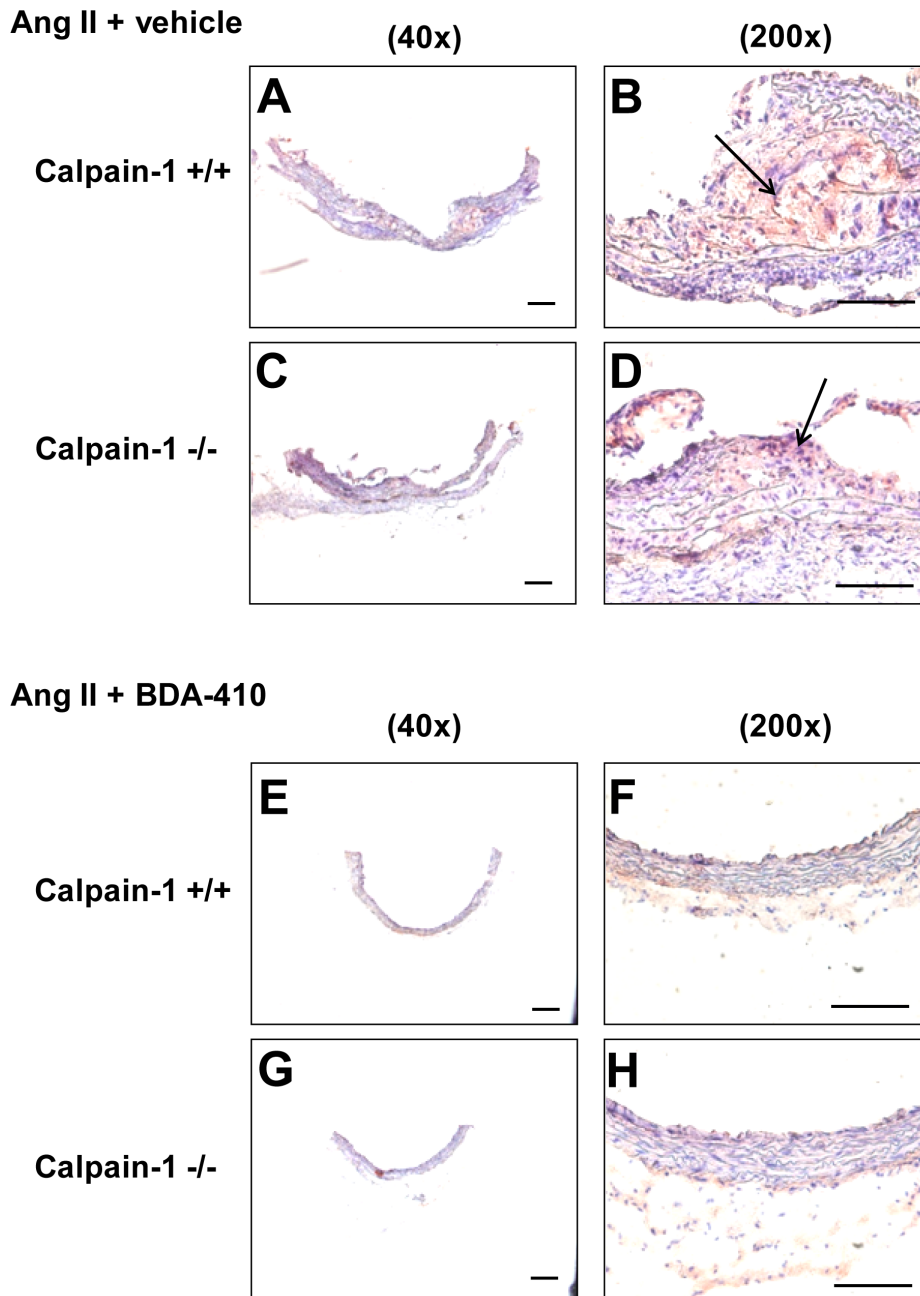 Ang II + vehicle
(40x) (200x)
A B
Calpain-1 +/+
C D
Calpain-1 -/-
Ang II + BDA-410
(40x) (200x)
E F
Calpain-1 +/+
G H
Calpain-1 -/-